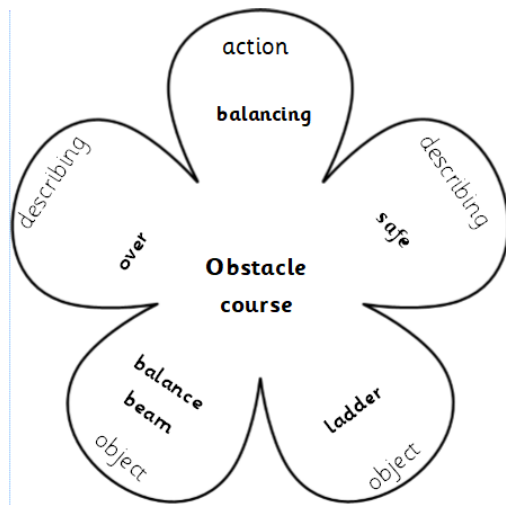 action
balancing
describing
safe
describing
over
Obstacle
course
balance
beam
object
ladder
object